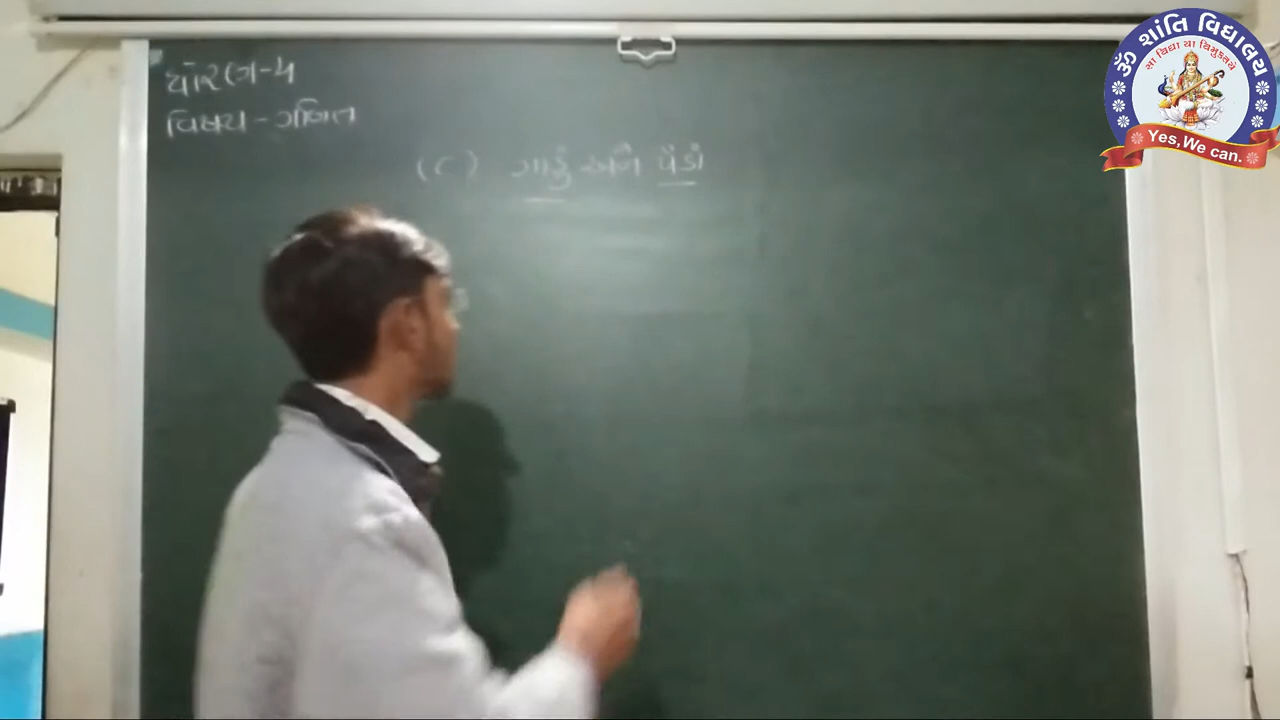 ધોરણ-૫
વિષય - ગણિત
(૮) ગાડું અને પૈડાં
ૐ શાંતિ વિદ્યાલય
સા વિદ્યા યા વિમુક્તયે
Yes, We can.